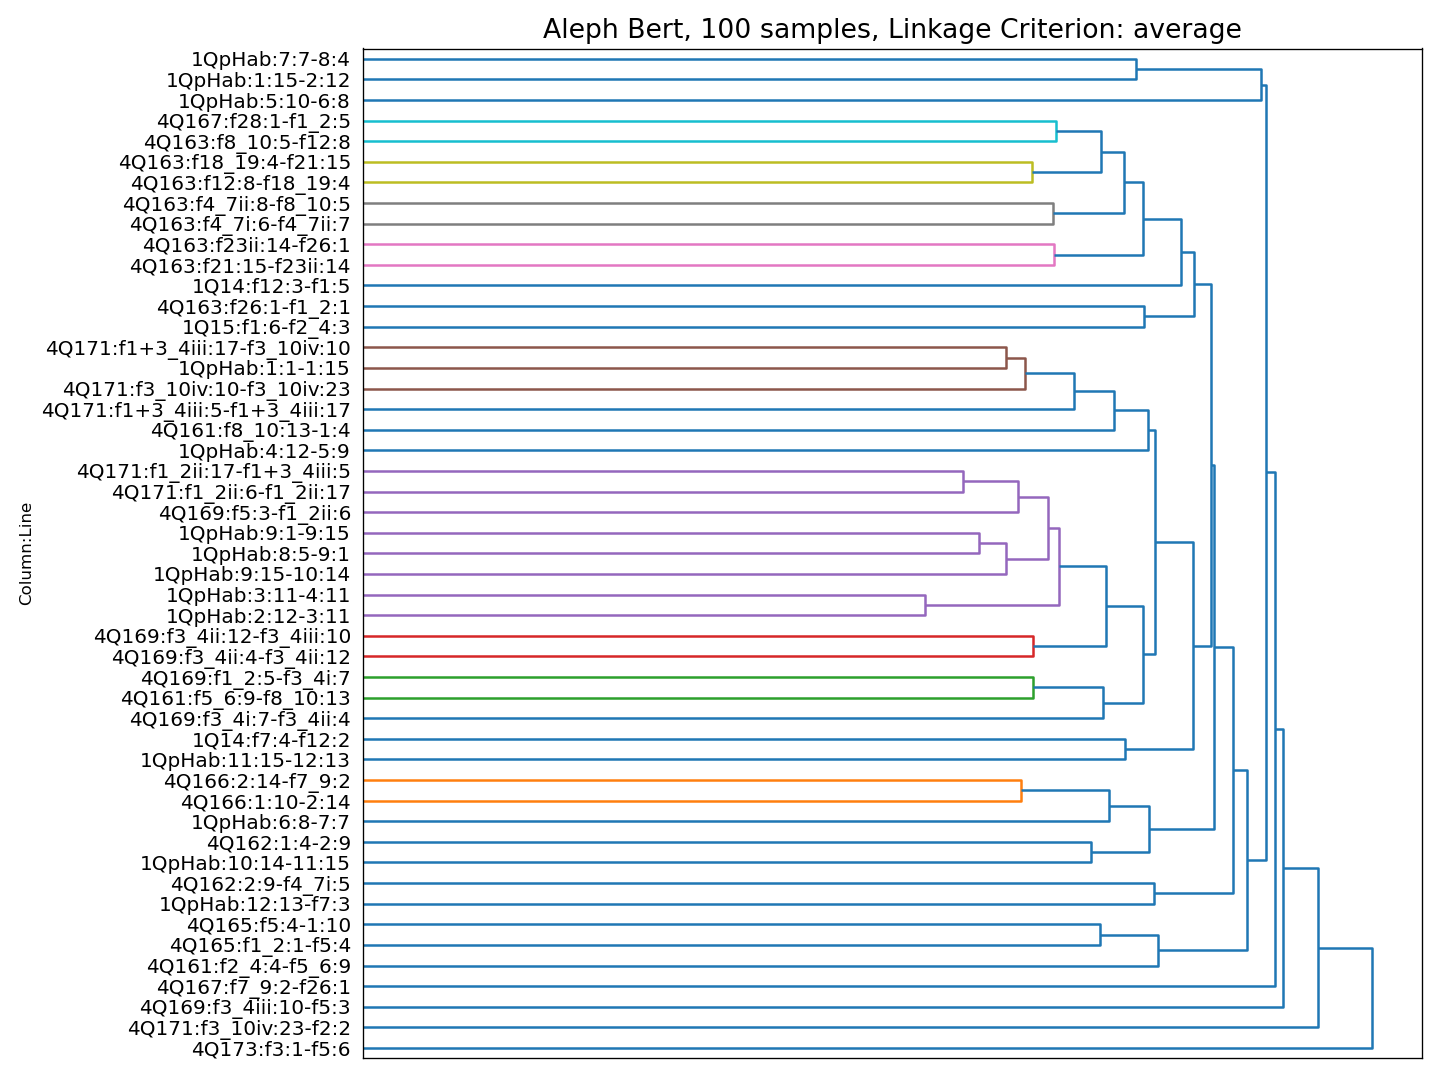 Aleph Bert, 100 samples, Linkage Criterion: average
1QpHab:7:7-8:4
1QpHab:1:15-2:12
1QpHab:5:10-6:8
4Q167:f28:1-f1_2:5
4Q163:f8_10:5-f12:8
4Q163:f18_19:4-f21:15
4Q163:f12:8-f18_19:4
4Q163:f4_7ii:8-f8_10:5
4Q163:f4_7i:6-f4_7ii:7
4Q163:f23ii:14-f26:1
4Q163:f21:15-f23ii:14
1Q14:f12:3-f1:5
4Q163:f26:1-f1_2:1
1Q15:f1:6-f2_4:3
4Q171:f1+3_4iii:17-f3_10iv:10
1QpHab:1:1-1:15
4Q171:f3_10iv:10-f3_10iv:23
4Q171:f1+3_4iii:5-f1+3_4iii:17
4Q161:f8_10:13-1:4
1QpHab:4:12-5:9
4Q171:f1_2ii:17-f1+3_4iii:5
4Q171:f1_2ii:6-f1_2ii:17
4Q169:f5:3-f1_2ii:6
1QpHab:9:1-9:15
1QpHab:8:5-9:1
1QpHab:9:15-10:14
1QpHab:3:11-4:11
1QpHab:2:12-3:11
4Q169:f3_4ii:12-f3_4iii:10
4Q169:f3_4ii:4-f3_4ii:12
4Q169:f1_2:5-f3_4i:7
4Q161:f5_6:9-f8_10:13
4Q169:f3_4i:7-f3_4ii:4
1Q14:f7:4-f12:2
1QpHab:11:15-12:13
4Q166:2:14-f7_9:2
4Q166:1:10-2:14
1QpHab:6:8-7:7
4Q162:1:4-2:9
1QpHab:10:14-11:15
4Q162:2:9-f4_7i:5
1QpHab:12:13-f7:3
4Q165:f5:4-1:10
4Q165:f1_2:1-f5:4
4Q161:f2_4:4-f5_6:9
4Q167:f7_9:2-f26:1
4Q169:f3_4iii:10-f5:3
4Q171:f3_10iv:23-f2:2
4Q173:f3:1-f5:6
Column:Line